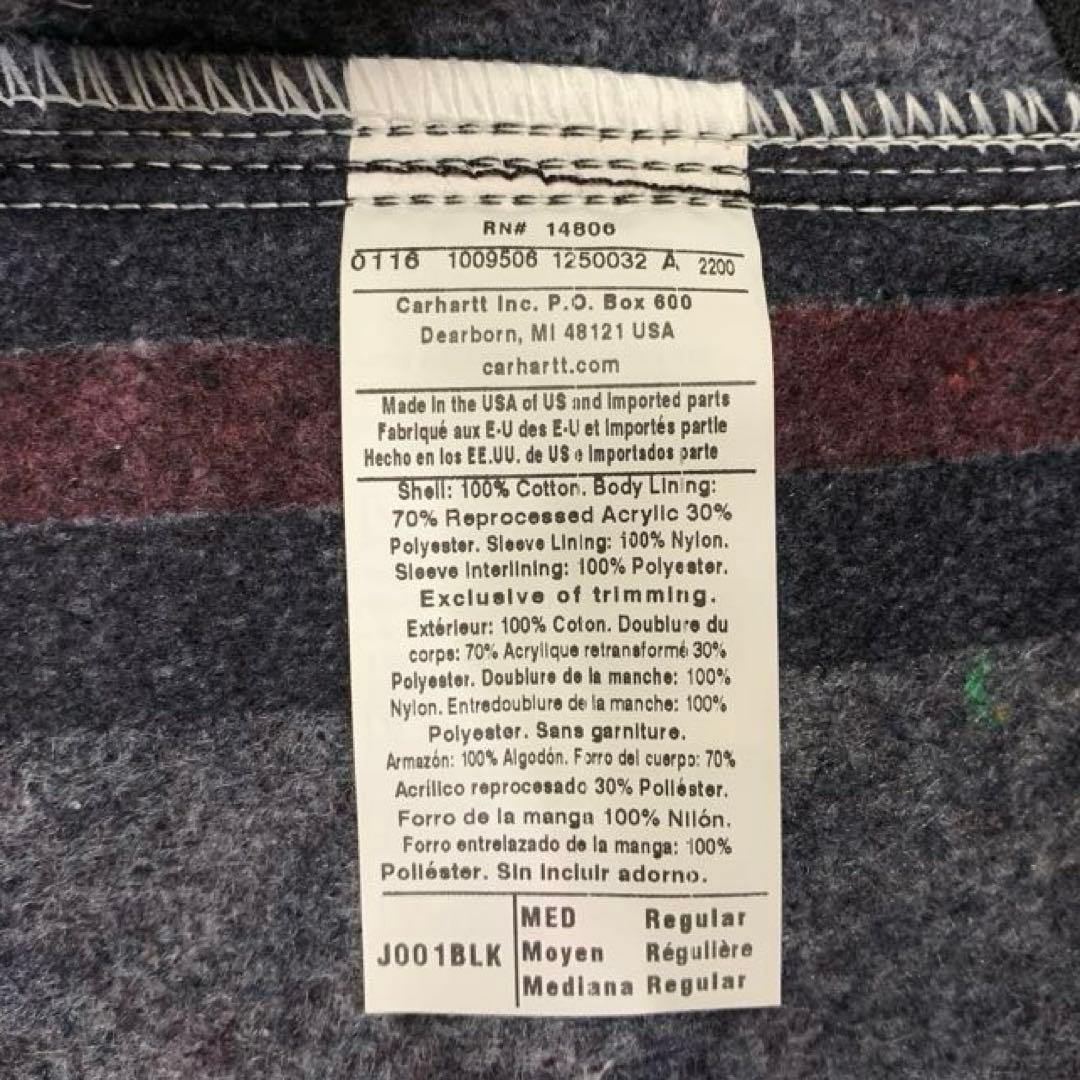 RN# 14806
0116 1009506 1250032 A 2200
Carhartt Inc. P.O. Box 600
Dearborn, MI 48121 USA
carhartt.com
Made in the USA of US and Imported parts
Fabriqué aux E-U des E-U et Importés partie
Hecho en los EE.UU. de US e Importados parte
Shell: 100% Cotton. Body Lining:
70% Reprocessed Acrylic 30%
Polyester. Sleeve Lining: 100% Nylon.
Sleeve Interlining: 100% Polyester.
Exclusive of trimming.
Extérieur: 100% Coton. Doublure du
corps: 70% Acrylique retransformé 30%
Polyester. Doublure de la manche: 100%
Nylon. Entredoublure de la manche: 100%
Polyester. Sans garniture.
Armazón: 100% Algodón. Forro del cuerpo: 70%
Acrílico reprocesado 30% Poliéster.
Forro de la manga 100% Nilón.
Forro entrelazado de la manga: 100%
Poliéster. Sin Incluir adorno.
J001BLK
MED Regular
Moyen Régulière
Mediana Regular